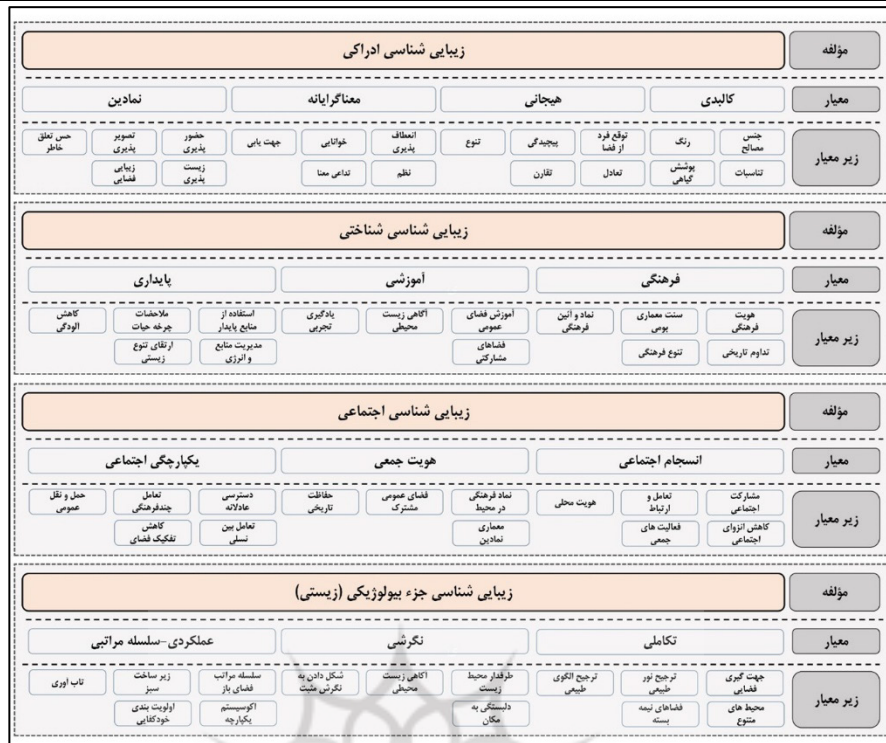 مؤلفه
زیبایی شناسی ادراکی
معیار
کالبدی
هیجانی
معناگرایانه
نمادین
زیر معیار
جنس
مصالح
رنگ
توقع فرد
از فضا
پیچیدگی
تنوع
انعطاف
پذیری
خوانایی
جهت یابی
حضور
پذیری
تصویر
پذیری
حس تعلق
خاطر
تناسبات
پوشش
گیاهی
تعادل
تقارن
نظم
تداعی معنا
زیست
پذیری
زیبایی
فضایی
مؤلفه
زیبایی شناسی شناختی
معیار
فرهنگی
آموزشی
پایداری
زیر معیار
هویت
فرهنگی
سنت معماری
بومی
نماد و آئین
فرهنگی
آموزش فضای
عمومی
آگاهی زیست
محیطی
یادگیری
تجربی
استفاده از
منابع پایدار
ملاحضات
چرخه حیات
کاهش
الودگی
تداوم تاریخی
تنوع فرهنگی
فضاهای
مشارکتی
مدیریت منابع
و انرژی
ارتقای تنوع
زیستی
مؤلفه
زیبایی شناسی اجتماعی
معیار
انسجام اجتماعی
هویت جمعی
یکپارچگی اجتماعی
زیر معیار
مشارکت
اجتماعی
تعامل و
ارتباط
هویت محلی
نماد فرهنگی
در محیط
فضای عمومی
مشترک
حفاظت
تاریخی
دسترسی
عادلانه
تعامل
چندفرهنگی
حمل و نقل
عمومی
کاهش انزوای
اجتماعی
فعالیت های
جمعی
معماری
نمادین
تعامل بین
نسلی
کاهش
تفکیک فضای
مؤلفه
زیبایی شناسی جزء بیولوژیکی (زیستی)
معیار
تکاملی
نگرشی
عملکردی-سلسله مراتبی
زیر معیار
جهت گیری
فضایی
ترجیح نور
طبیعی
ترجیح الگوی
طبیعی
طرفدار محیط
زیست
اکاهی زیست
محیطی
شکل دادن به
نگرش مثبت
سلسله مراتب
فضای باز
زیر ساخت
سبز
تاب اوری
محیط های
متنوع
فضاهای نیمه
بسته
دلبستگی به
مکان
اکوسیستم
یکپارچه
اولویت بندی
خودکفایی